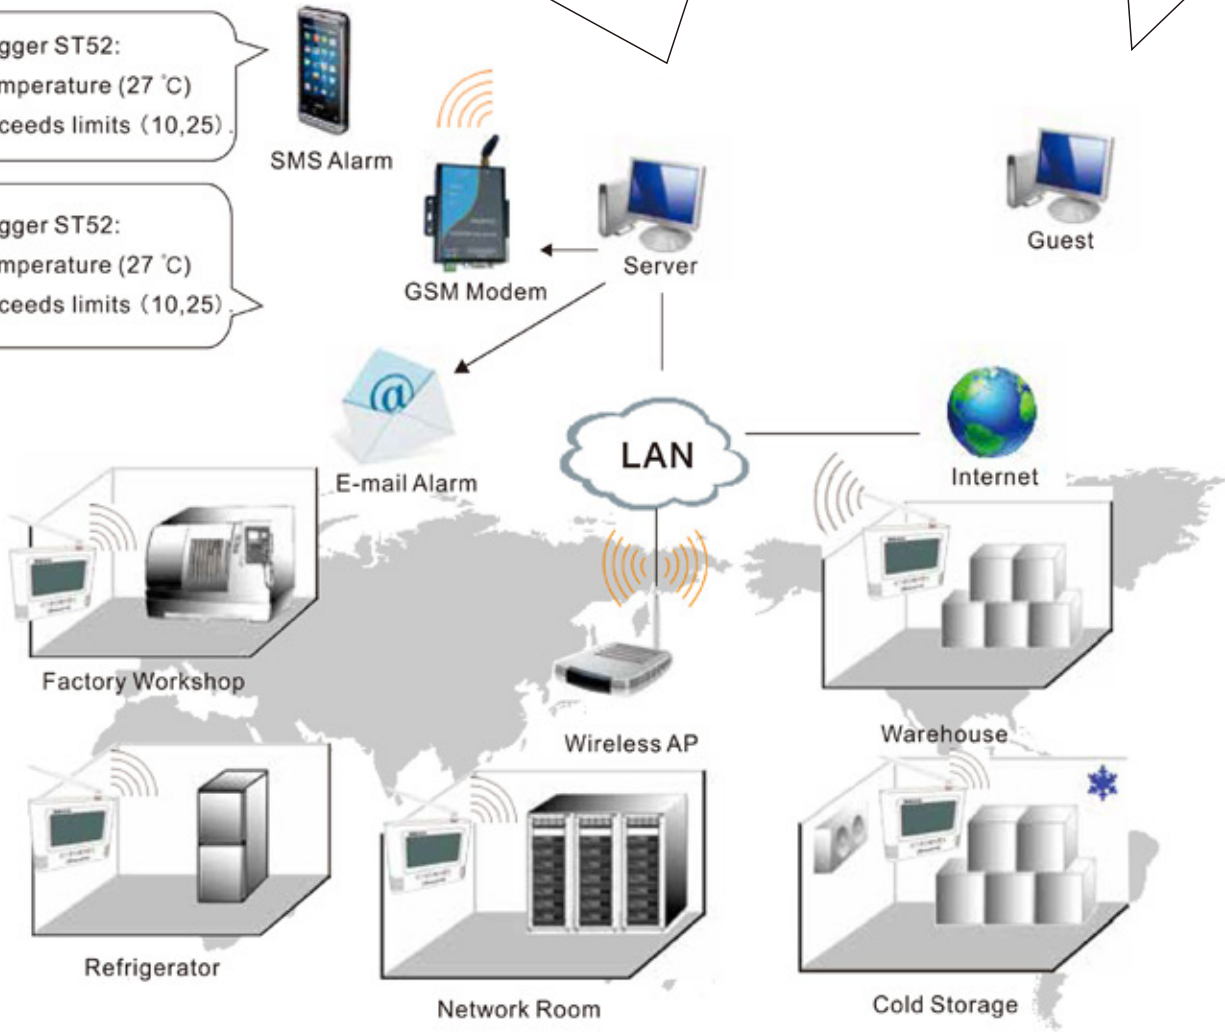 gger ST52:
mperature (27 ℃)
ceeds limits (10,25).
SMS Alarm
gger ST52:
mperature (27 ℃)
ceeds limits (10,25).
GSM Modem
Server
Guest
E-mail Alarm
LAN
Internet
Factory Workshop
Wireless AP
Warehouse
Refrigerator
Network Room
Cold Storage